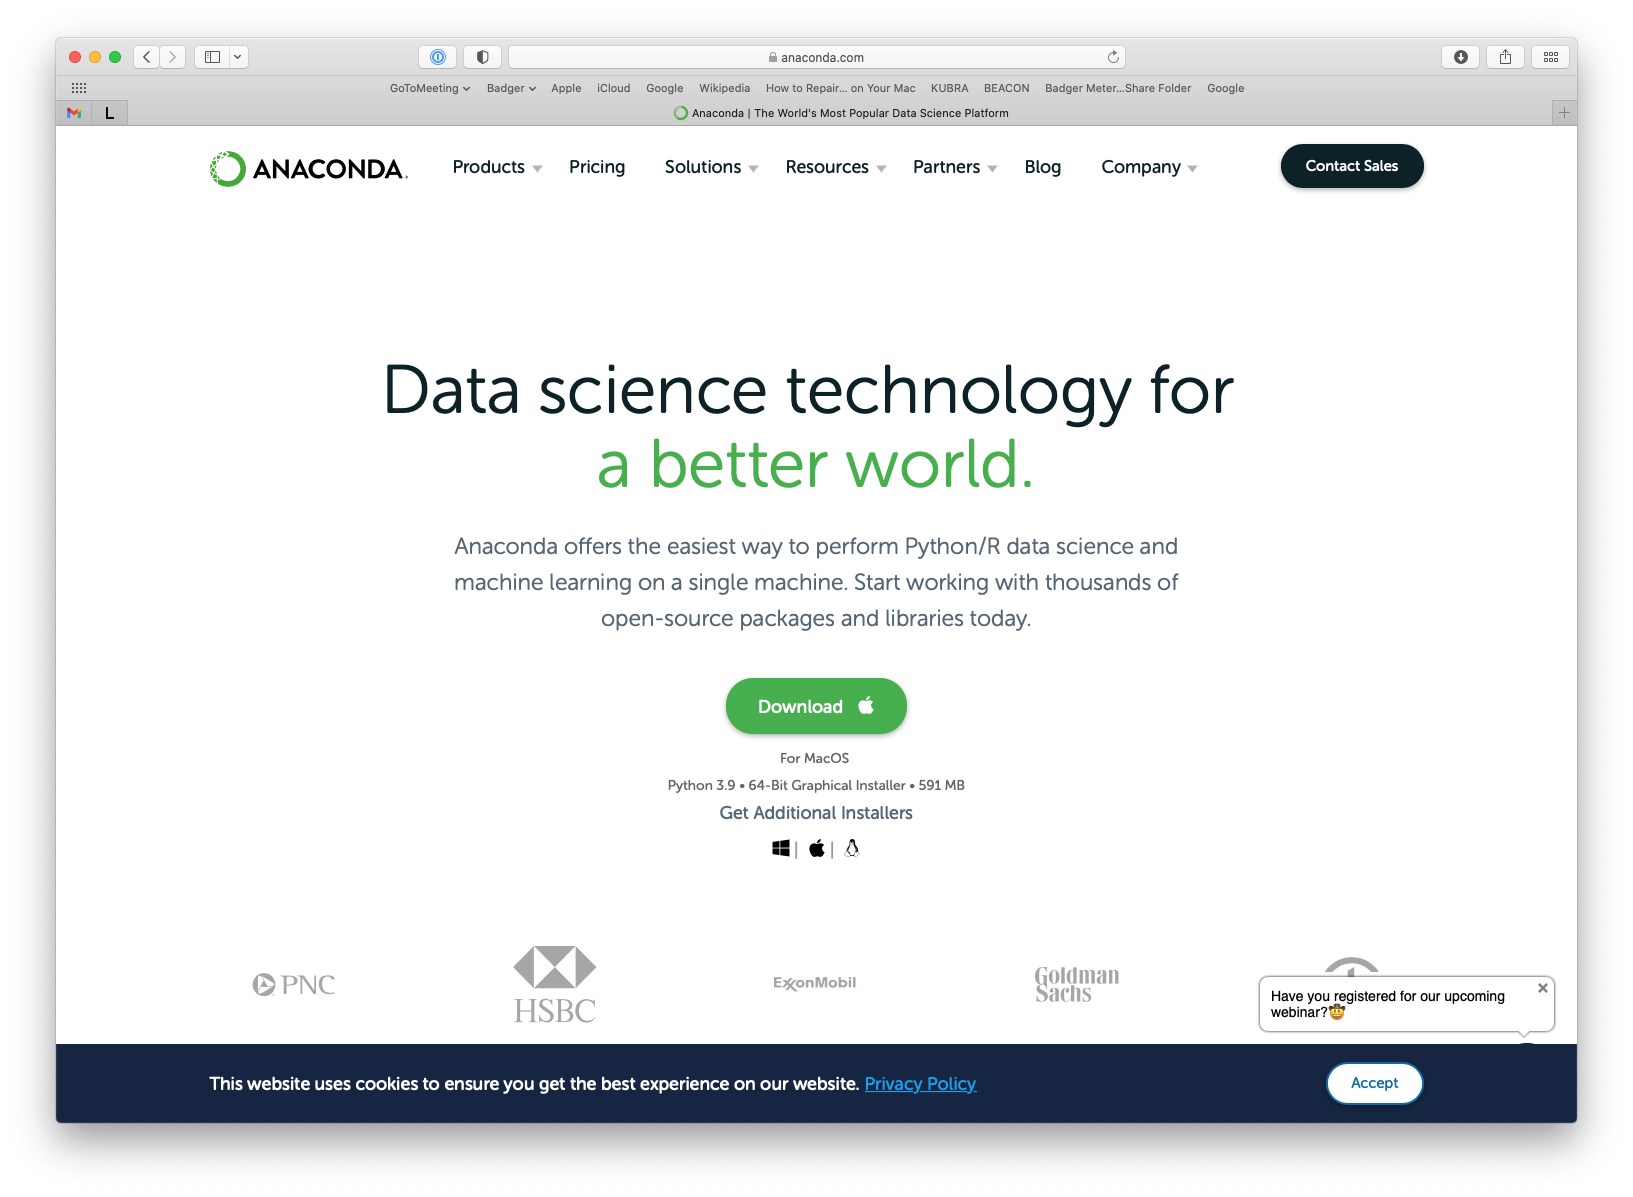 anaconda.com
GoToMeeting Badger Apple iCloud Google Wikipedia How to Repair... on Your Mac KUBRA BEACON Badger Meter...Share Folder Google
L Anaconda | The World's Most Popular Data Science Platform
ANACONDA. Products Pricing Solutions Resources Partners Blog Company Contact Sales
Data science technology for
a better world.
Anaconda offers the easiest way to perform Python/R data science and
machine learning on a single machine. Start working with thousands of
open-source packages and libraries today.
Download
For MacOS
Python 3.9 • 64-Bit Graphical Installer • 591 MB
Get Additional Installers
PNC HSBC ExxonMobil Goldman
Sachs
Have you registered for our upcoming
webinar?🤠
This website uses cookies to ensure you get the best experience on our website. Privacy Policy Accept